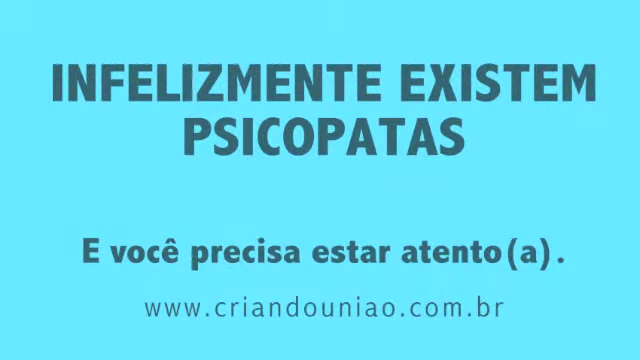 INFELIZMENTE EXISTEM
PSICOPATAS
E você precisa estar atento(a).
www.criandouniao.com.br